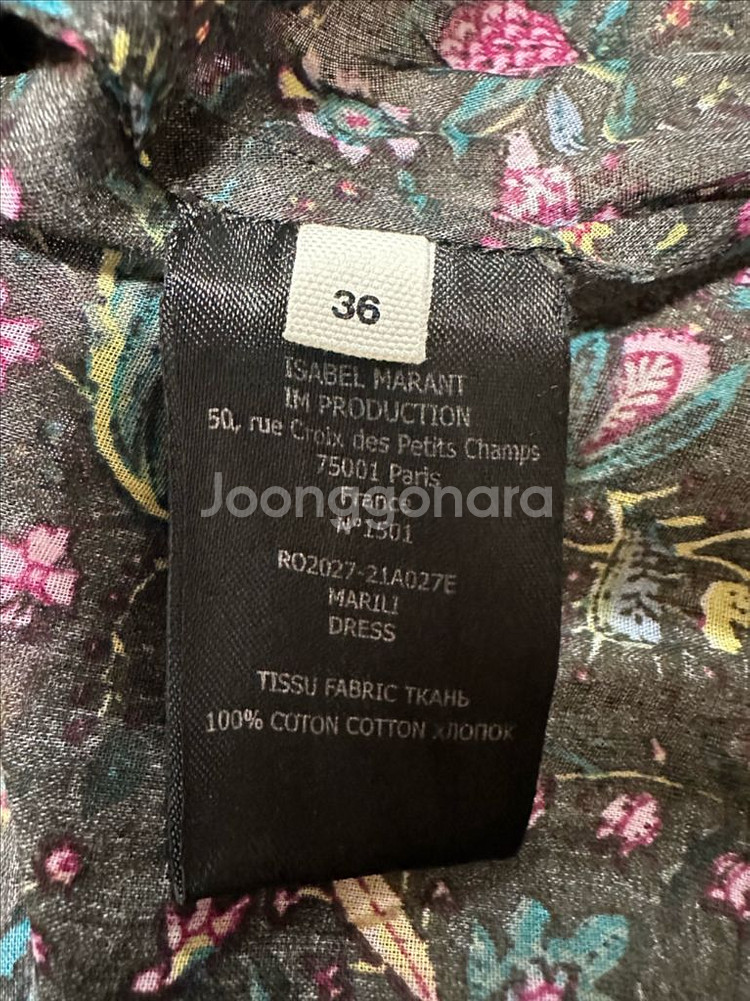 36
ISABEL MARANT
IM PRODUCTION
50, rue Croix des Petits Champs
75001 Paris
France
Joonggonara
N°1501
RO2027-21A027E
MARILI
DRESS
TISSU FABRIC ТКАНЬ
100% COTON COTTON ХЛОПОК